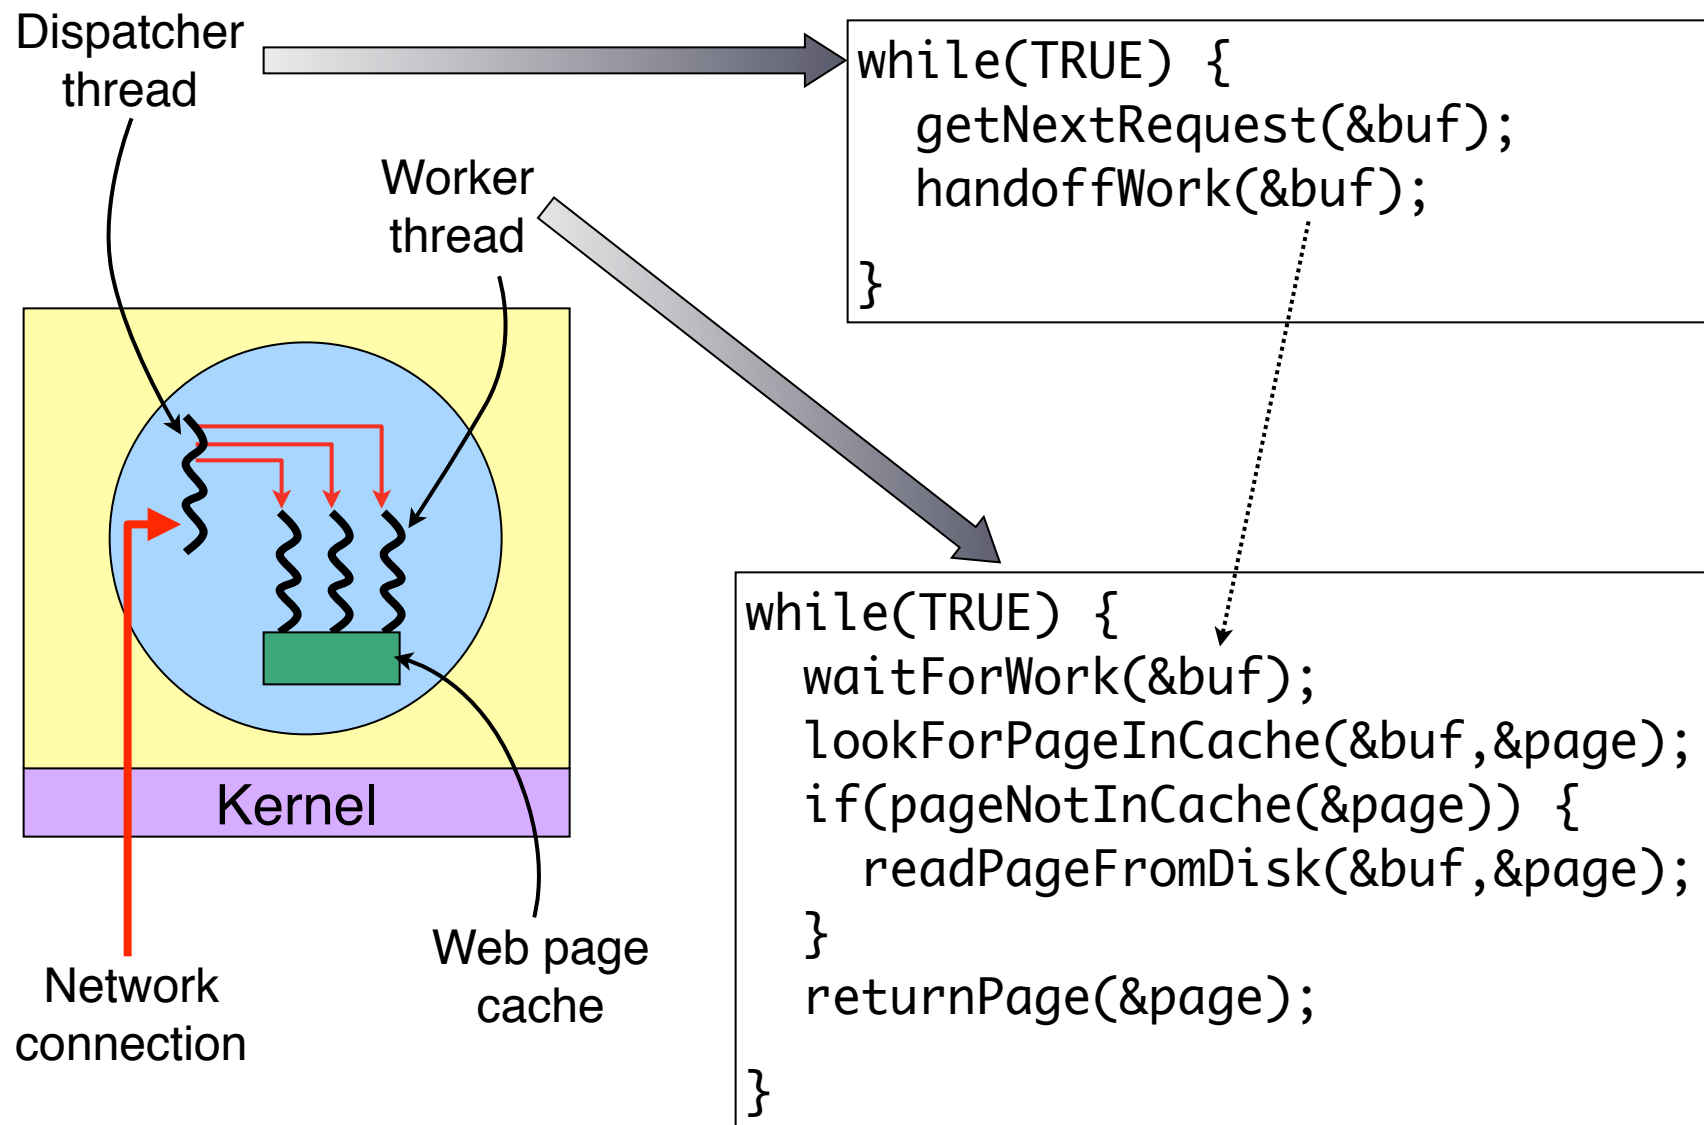 Dispatcher
thread
while(TRUE) {
  getNextRequest(&buf);
  handoffWork(&buf);
}
Worker
thread
Kernel
while(TRUE) {
  waitForWork(&buf);
  lookForPageInCache(&buf,&page);
  if(pageNotInCache(&page)) {
    readPageFromDisk(&buf,&page);
  }
  returnPage(&page);
}
Web page
cache
Network
connection